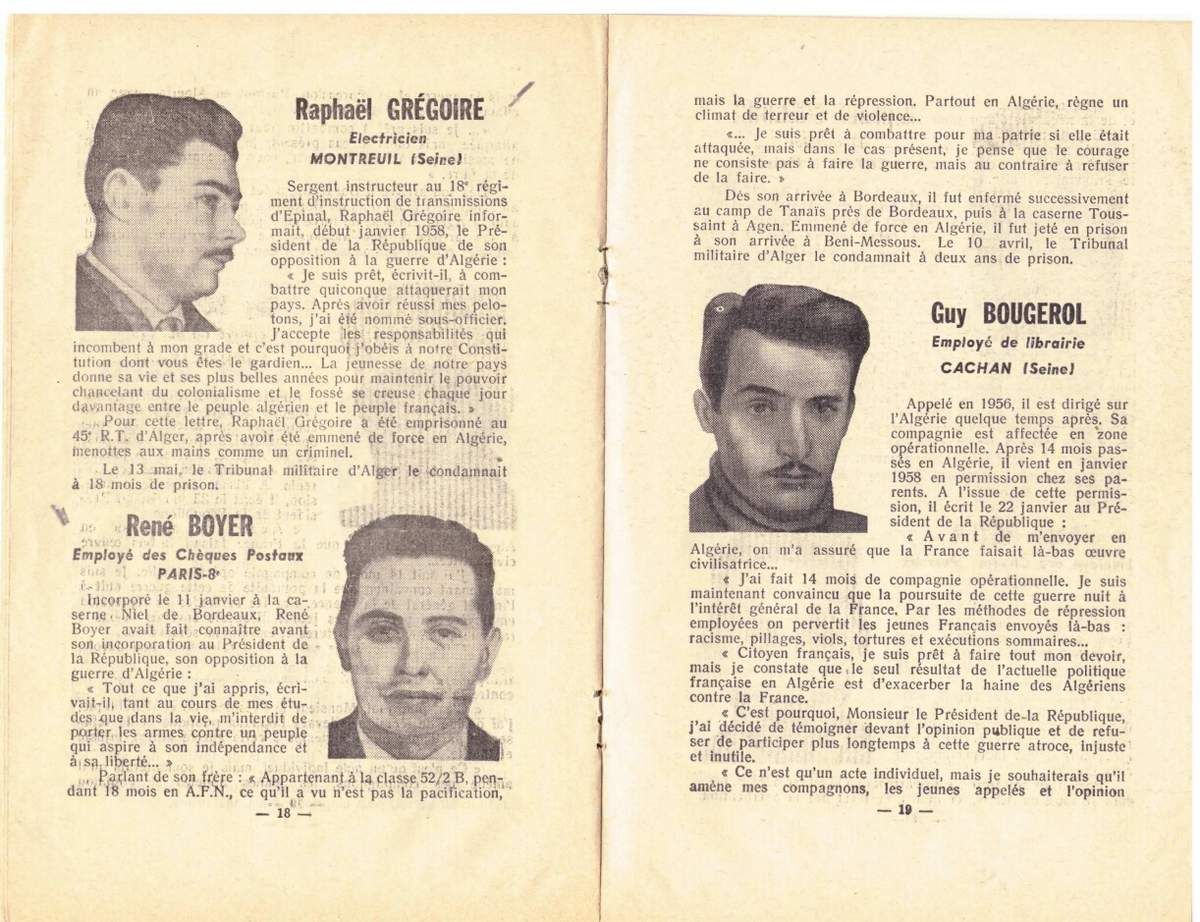 Raphaël GRÉGOIRE
Electricien
MONTREUIL (Seine)
Sergent instructeur au 18e régi-
ment d'instruction de transmissions
d'Epinal, Raphaël Grégoire infor-
mait, début janvier 1958, le Pré-
sident de la République de son
opposition à la guerre d'Algérie :
« Je suis prêt, écrivit-il, à com-
battre quiconque attaquerait mon
pays. Après avoir réussi mes pelo-
tons, j'ai été nommé sous-officier.
J'accepte les responsabilités qui
incombent à mon grade et c'est pourquoi j'obéis à notre Consti-
tution dont vous êtes le gardien... La jeunesse de notre pays
donne sa vie et ses plus belles années pour maintenir le pouvoir
chancelant du colonialisme et le fossé se creuse chaque jour
davantage entre le peuple algérien et le peuple français. »
Pour cette lettre, Raphaël Grégoire a été emprisonné au
45e R.T. d'Alger, après avoir été emmené de force en Algérie,
menottes aux mains comme un criminel.
Le 13 mai, le Tribunal militaire d'Alger le condamnait
à 18 mois de prison.
René BOYER
Employé des Chèques Postaux
PARIS-8e
Incorporé le 11 janvier à la ca-
serne Niel de Bordeaux, René
Boyer avait fait connaître avant
son incorporation au Président de
la République, son opposition à la
guerre d'Algérie :
« Tout ce que j'ai appris, écri-
vait-il, tant au cours de mes étu-
des que dans la vie, m'interdit de
porter les armes contre un peuple
qui aspire à son indépendance et
à sa liberté... »
Parlant de son frère : « Appartenant à la classe 52/2 B, pen-
dant 18 mois en A.F.N., ce qu'il a vu n'est pas la pacification,
— 18 —
mais la guerre et la répression. Partout en Algérie, règne un
climat de terreur et de violence...
«... Je suis prêt à combattre pour ma patrie si elle était
attaquée, mais dans le cas présent, je pense que le courage
ne consiste pas à faire la guerre, mais au contraire à refuser
de la faire. »
Dès son arrivée à Bordeaux, il fut enfermé successivement
au camp de Tanaïs près de Bordeaux, puis à la caserne Tous-
saint à Agen. Emmené de force en Algérie, il fut jeté en prison
à son arrivée à Beni-Messous. Le 10 avril, le Tribunal
militaire d'Alger le condamnait à deux ans de prison.
Guy BOUGEROL
Employé de librairie
CACHAN (Seine)
Appelé en 1956, il est dirigé sur
l'Algérie quelque temps après. Sa
compagnie est affectée en zone
opérationnelle. Après 14 mois pas-
sés en Algérie, il vient en janvier
1958 en permission chez ses pa-
rents. A l'issue de cette permis-
sion, il écrit le 22 janvier au Pré-
sident de la République :
« Avant de m'envoyer en
Algérie, on m'a assuré que la France faisait là-bas œuvre
civilisatrice...
« J'ai fait 14 mois de compagnie opérationnelle. Je suis
maintenant convaincu que la poursuite de cette guerre nuit à
l'intérêt général de la France. Par les méthodes de répression
employées on pervertit les jeunes Français envoyés là-bas :
racisme, pillages, viols, tortures et exécutions sommaires...
« Citoyen français, je suis prêt à faire tout mon devoir,
mais je constate que le seul résultat de l'actuelle politique
française en Algérie est d'exacerber la haine des Algériens
contre la France.
« C'est pourquoi, Monsieur le Président de la République,
j'ai décidé de témoigner devant l'opinion publique et de refu-
ser de participer plus longtemps à cette guerre atroce, injuste
et inutile.
« Ce n'est qu'un acte individuel, mais je souhaiterais qu'il
amène mes compagnons, les jeunes appelés et l'opinion
— 19 —